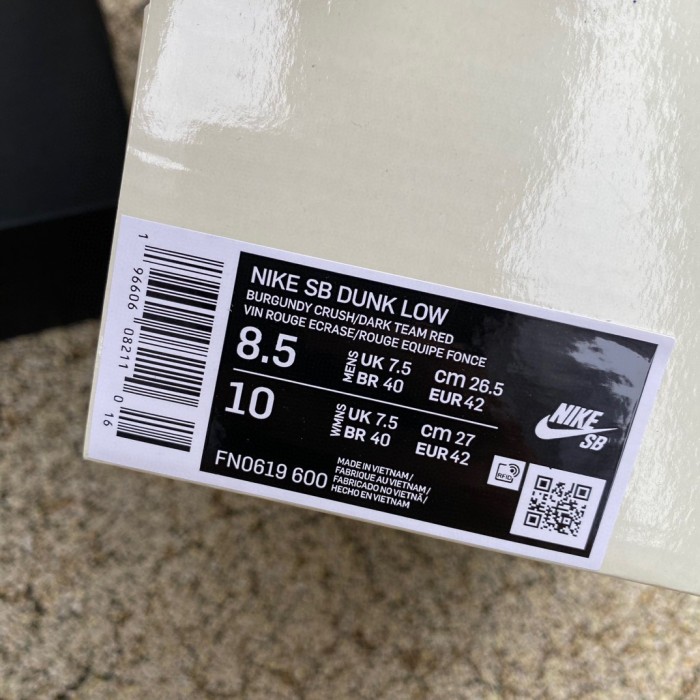 NIKE SB DUNK LOW
BURGUNDY CRUSH/DARK TEAM RED
VIN ROUGE ECRASE/ROUGE EQUIPE FONCE
8.5
MENS
UK 7.5
BR 40
cm 26.5
EUR 42
10
WMNS
UK 7.5
BR 40
cm 27
EUR 42
FN0619 600
MADE IN VIETNAM/
FABRIQUE AU VIETNAM/
FABRICADO NO VIETNÃ/
HECHO EN VIETNAM
RFID
NIKE
SB
1 96606 08211 0 16